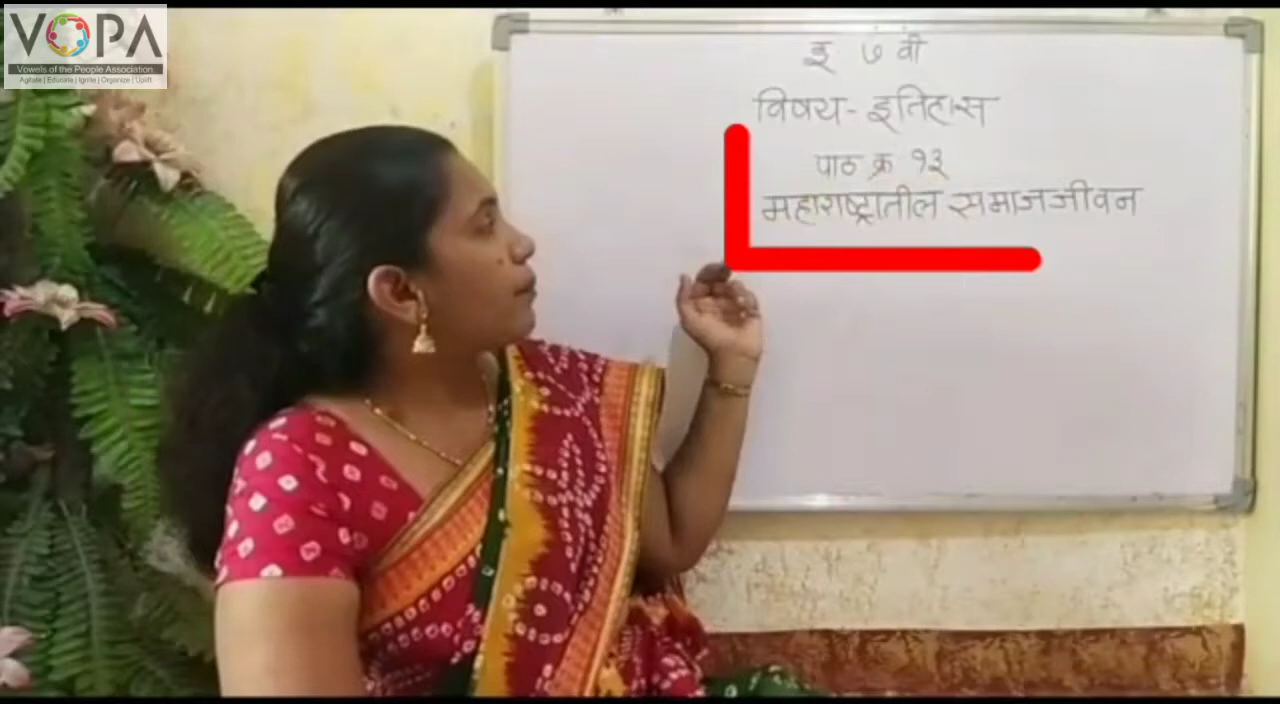 VOPA
Vowels of the People Association
Agitate | Educate | Ignite | Organize | Uplift
इ ७ वी
विषय - इतिहास
पाठ क्र १३
महाराष्ट्रातील समाजजीवन